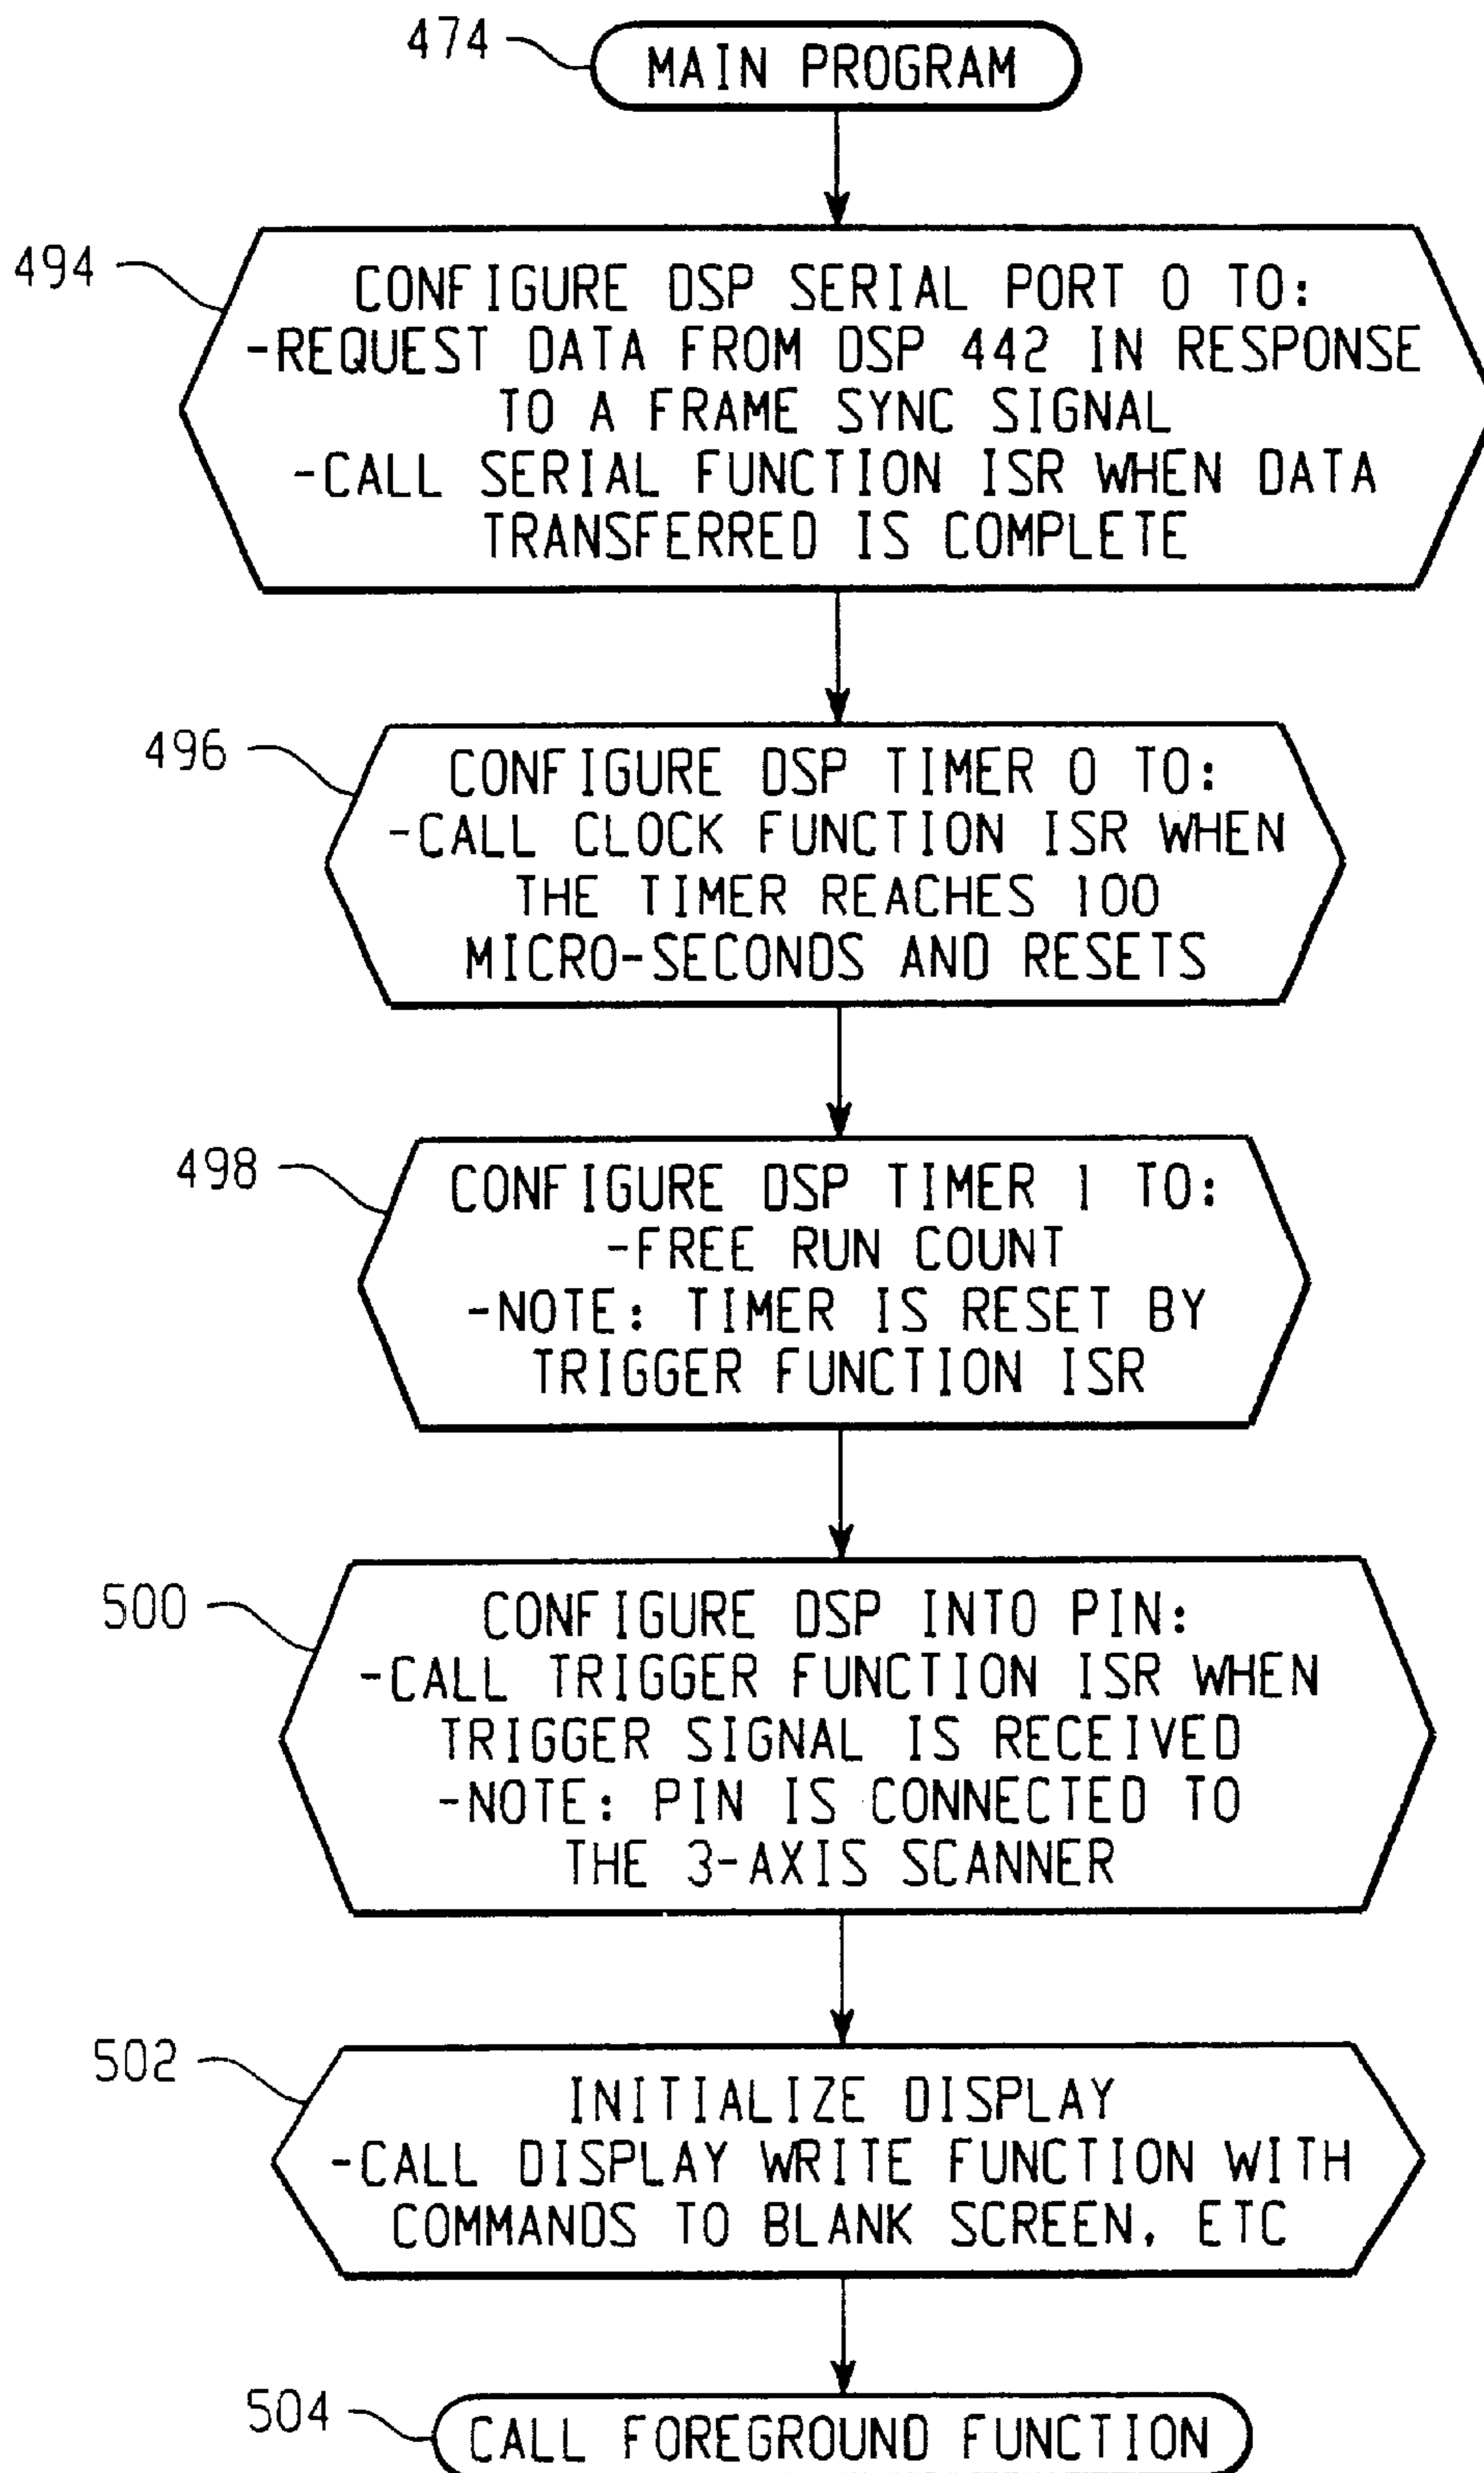 474
MAIN PROGRAM
494
CONFIGURE DSP SERIAL PORT 0 TO:
-REQUEST DATA FROM DSP 442 IN RESPONSE
TO A FRAME SYNC SIGNAL
-CALL SERIAL FUNCTION ISR WHEN DATA
TRANSFERRED IS COMPLETE
496
CONFIGURE DSP TIMER 0 TO:
-CALL CLOCK FUNCTION ISR WHEN
THE TIMER REACHES 100
MICRO-SECONDS AND RESETS
498
CONFIGURE DSP TIMER 1 TO:
-FREE RUN COUNT
-NOTE: TIMER IS RESET BY
TRIGGER FUNCTION ISR
500
CONFIGURE DSP INTO PIN:
-CALL TRIGGER FUNCTION ISR WHEN
TRIGGER SIGNAL IS RECEIVED
-NOTE: PIN IS CONNECTED TO
THE 3-AXIS SCANNER
502
INITIALIZE DISPLAY
-CALL DISPLAY WRITE FUNCTION WITH
COMMANDS TO BLANK SCREEN, ETC
504
CALL FOREGROUND FUNCTION